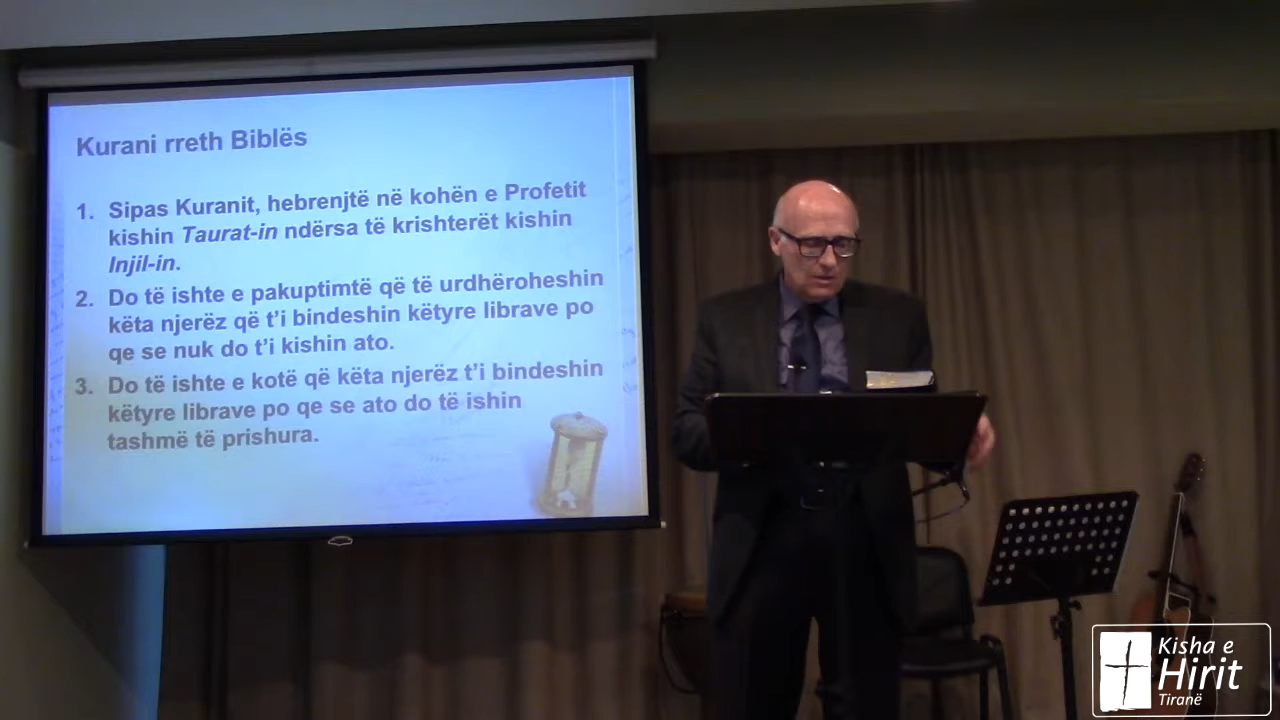 Kurani rreth Biblës
1. Sipas Kuranit, hebrenjtë në kohën e Profetit
kishin Taurat-in ndërsa të krishterët kishin
Injil-in.
2. Do të ishte e pakuptimtë që të urdhëroheshin
këta njerëz që t'i bindeshin këtyre librave po
qe se nuk do t'i kishin ato.
3. Do të ishte e kotë që këta njerëz t'i bindeshin
këtyre librave po qe se ato do të ishin
tashmë të prishura.
Kisha e
Hirit
Tiranë